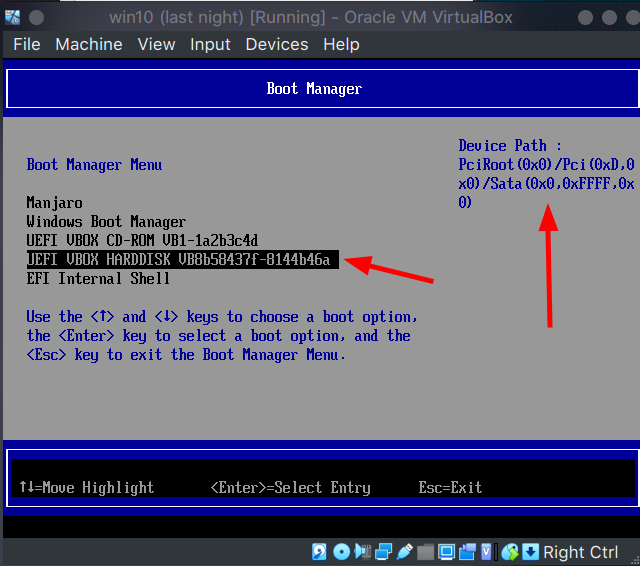 win10 (last night) [Running] - Oracle VM VirtualBox
File Machine View Input Devices Help
Boot Manager
Device Path :
PciRoot(0x0)/Pci(0xD,0
x0)/Sata(0x0,0xFFFF,0x
0)
Boot Manager Menu
Manjaro
Windows Boot Manager
UEFI VBOX CD-ROM VB1-1a2b3c4d
UEFI VBOX HARDDISK VB8b58437f-8144b46a
EFI Internal Shell
Use the <↑> and <↓> keys to choose a boot option,
the <Enter> key to select a boot option, and the
<Esc> key to exit the Boot Manager Menu.
↑↓=Move Highlight <Enter>=Select Entry Esc=Exit
Right Ctrl